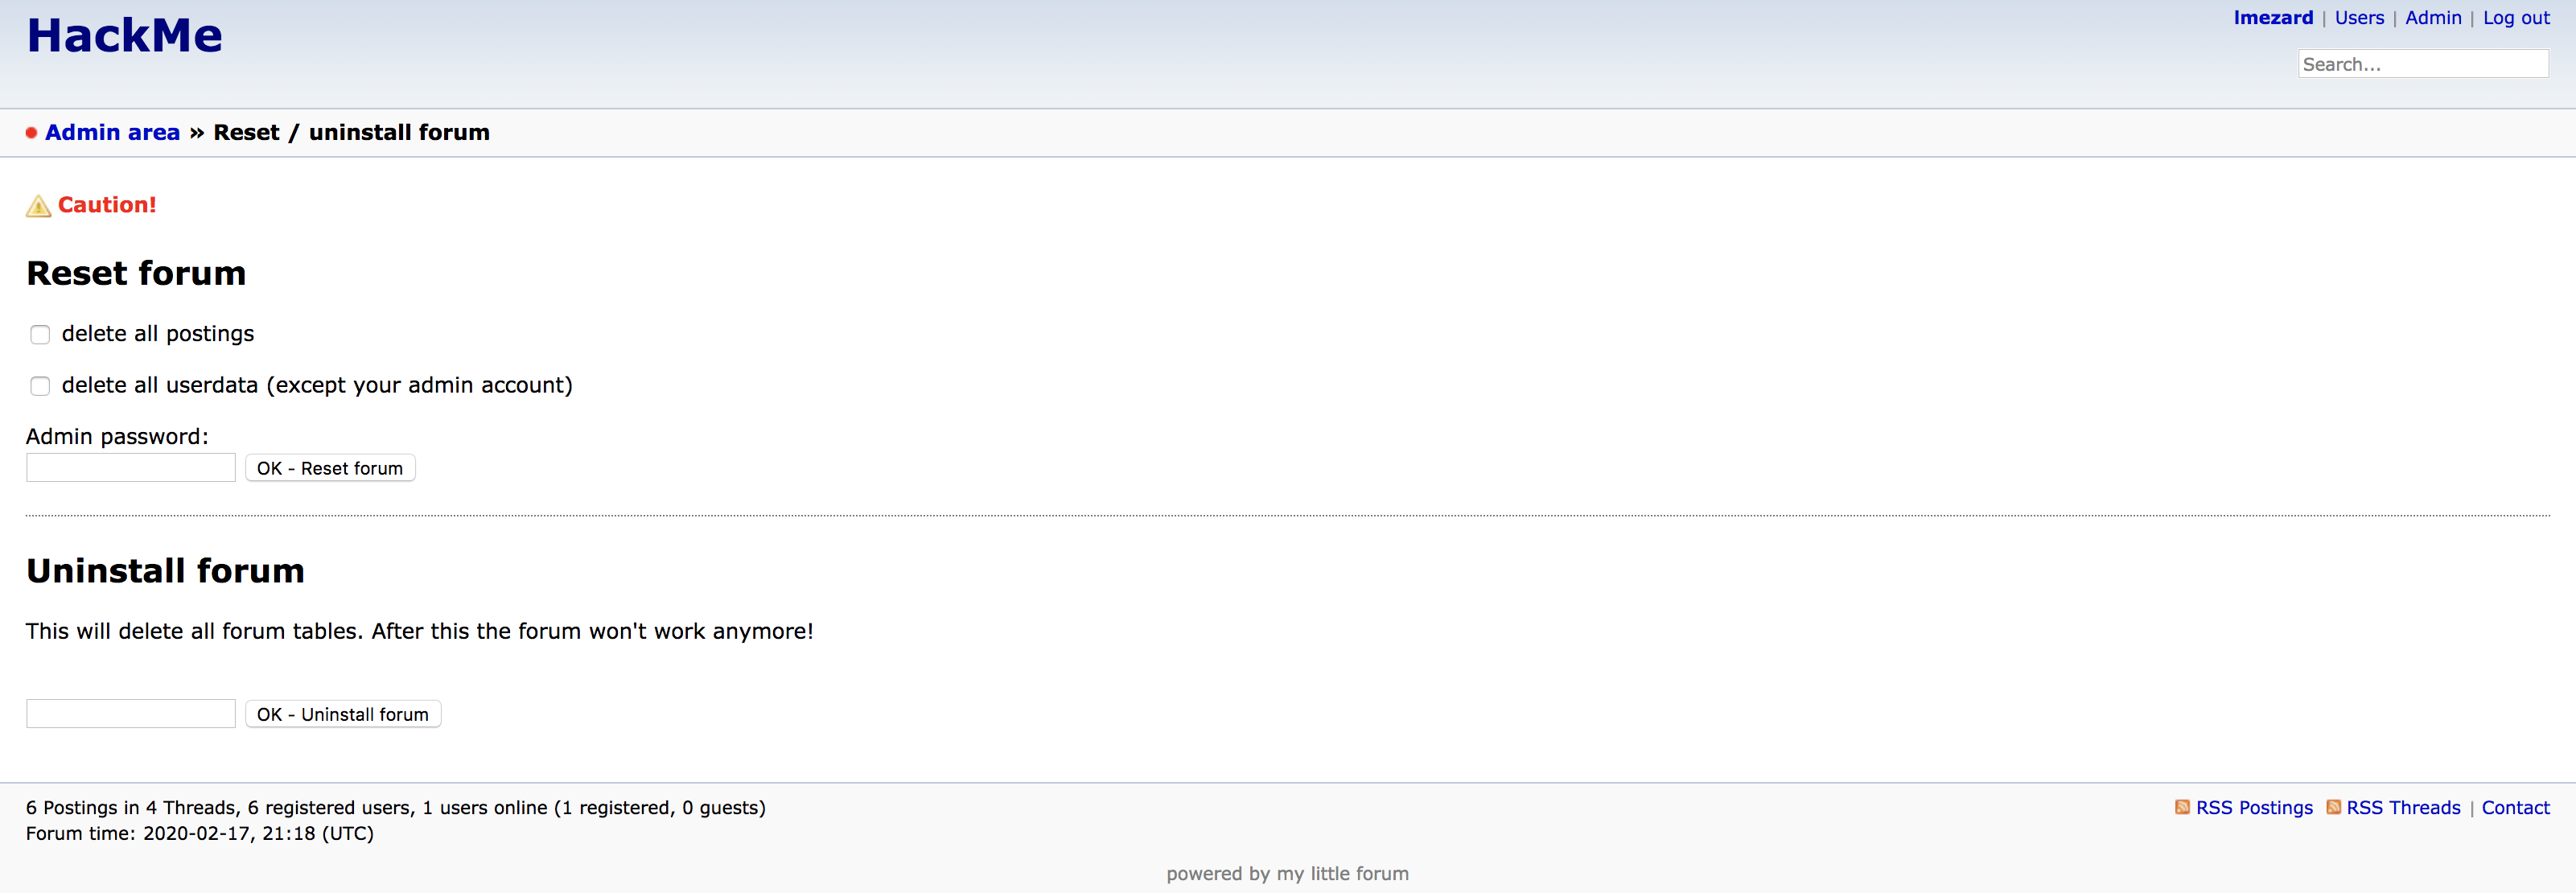 HackMe
lmezard | Users | Admin | Log out
Search...
Admin area » Reset / uninstall forum
Caution!
Reset forum
delete all postings
delete all userdata (except your admin account)
Admin password:
OK - Reset forum
Uninstall forum
This will delete all forum tables. After this the forum won't work anymore!
OK - Uninstall forum
6 Postings in 4 Threads, 6 registered users, 1 users online (1 registered, 0 guests)
RSS Postings RSS Threads | Contact
Forum time: 2020-02-17, 21:18 (UTC)
powered by my little forum